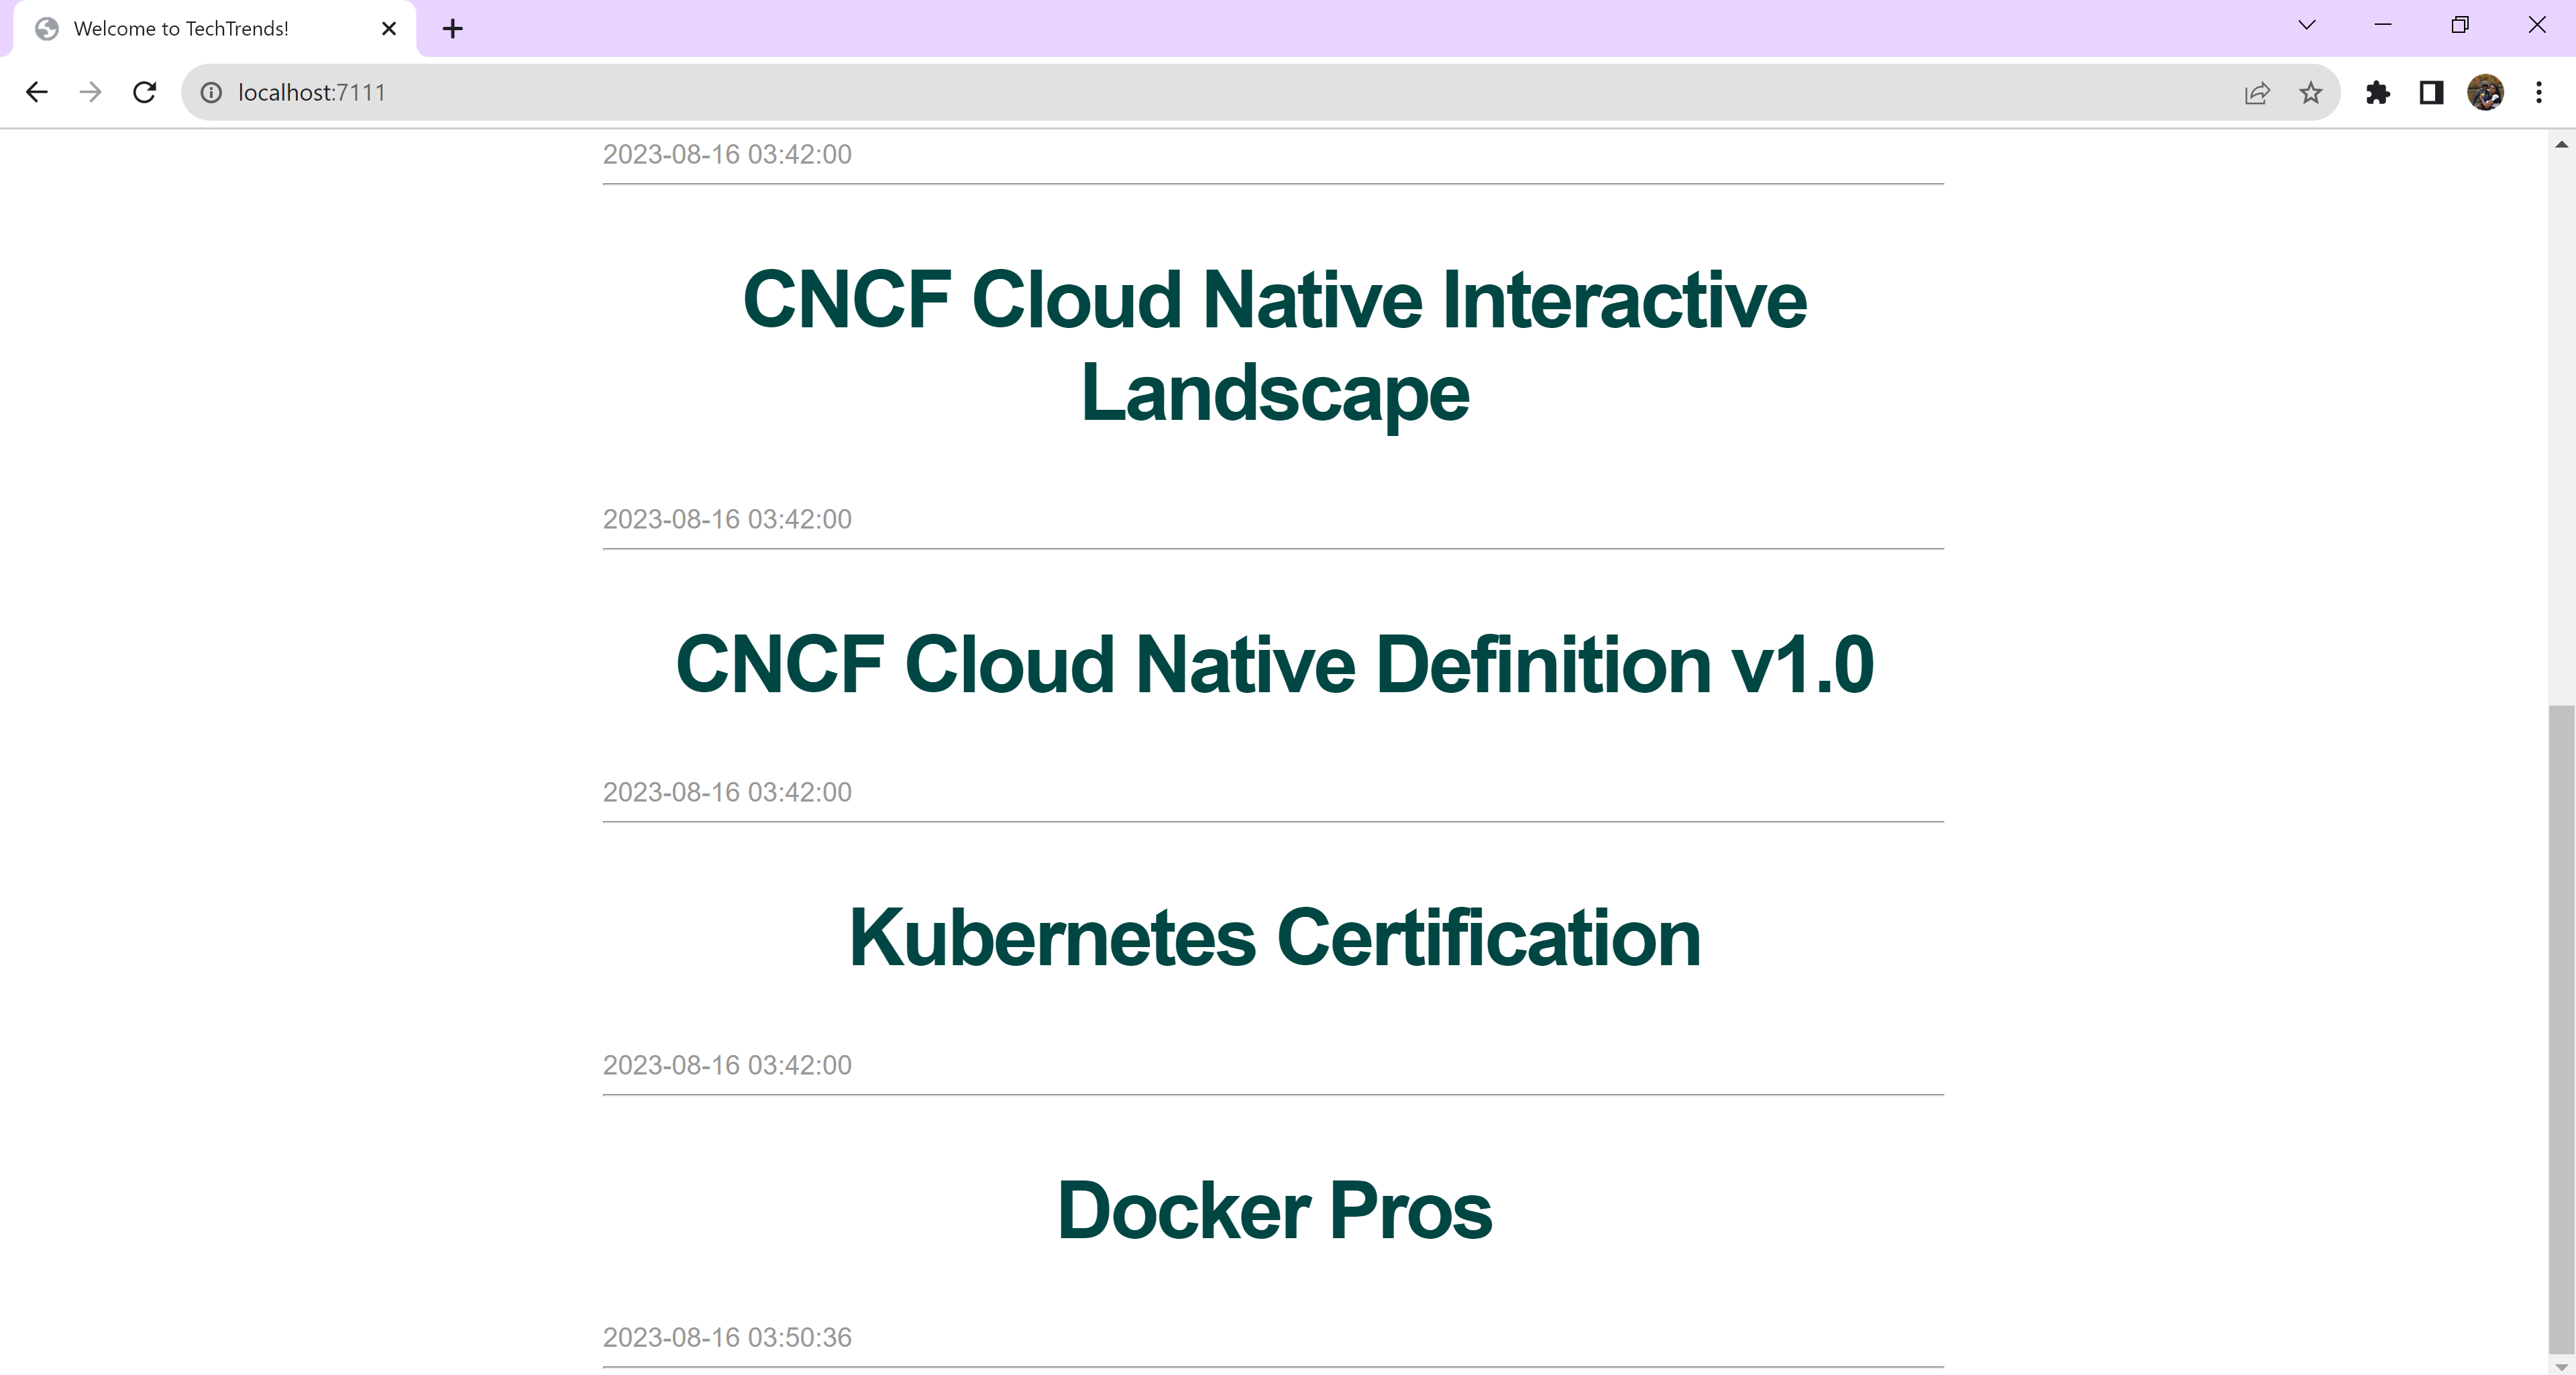 Welcome to TechTrends!
localhost:7111
2023-08-16 03:42:00
CNCF Cloud Native Interactive
Landscape
2023-08-16 03:42:00
CNCF Cloud Native Definition v1.0
2023-08-16 03:42:00
Kubernetes Certification
2023-08-16 03:42:00
Docker Pros
2023-08-16 03:50:36